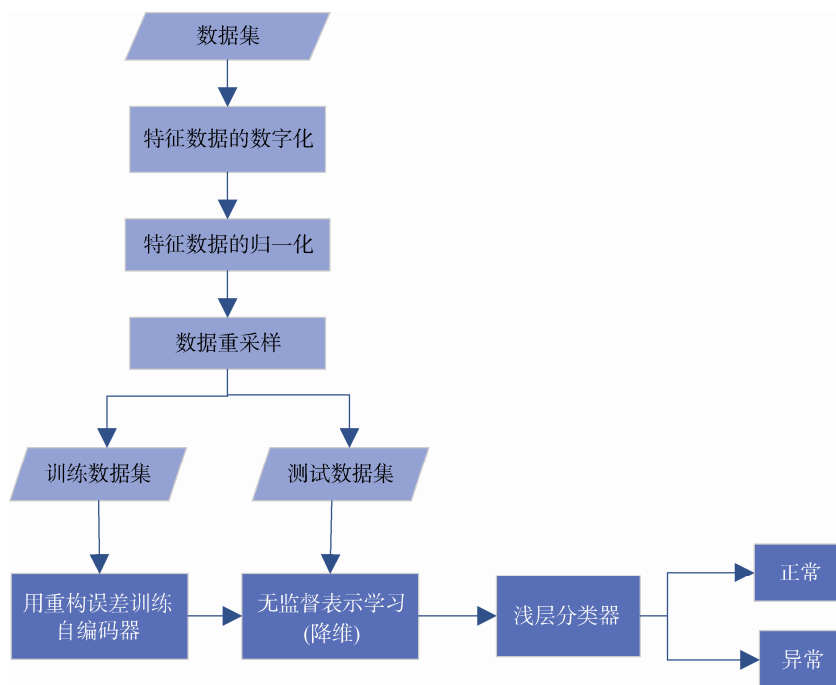 数据集
特征数据的数字化
特征数据的归一化
数据重采样
训练数据集
测试数据集
用重构误差训练
自编码器
无监督表示学习
(降维)
浅层分类器
正常
异常